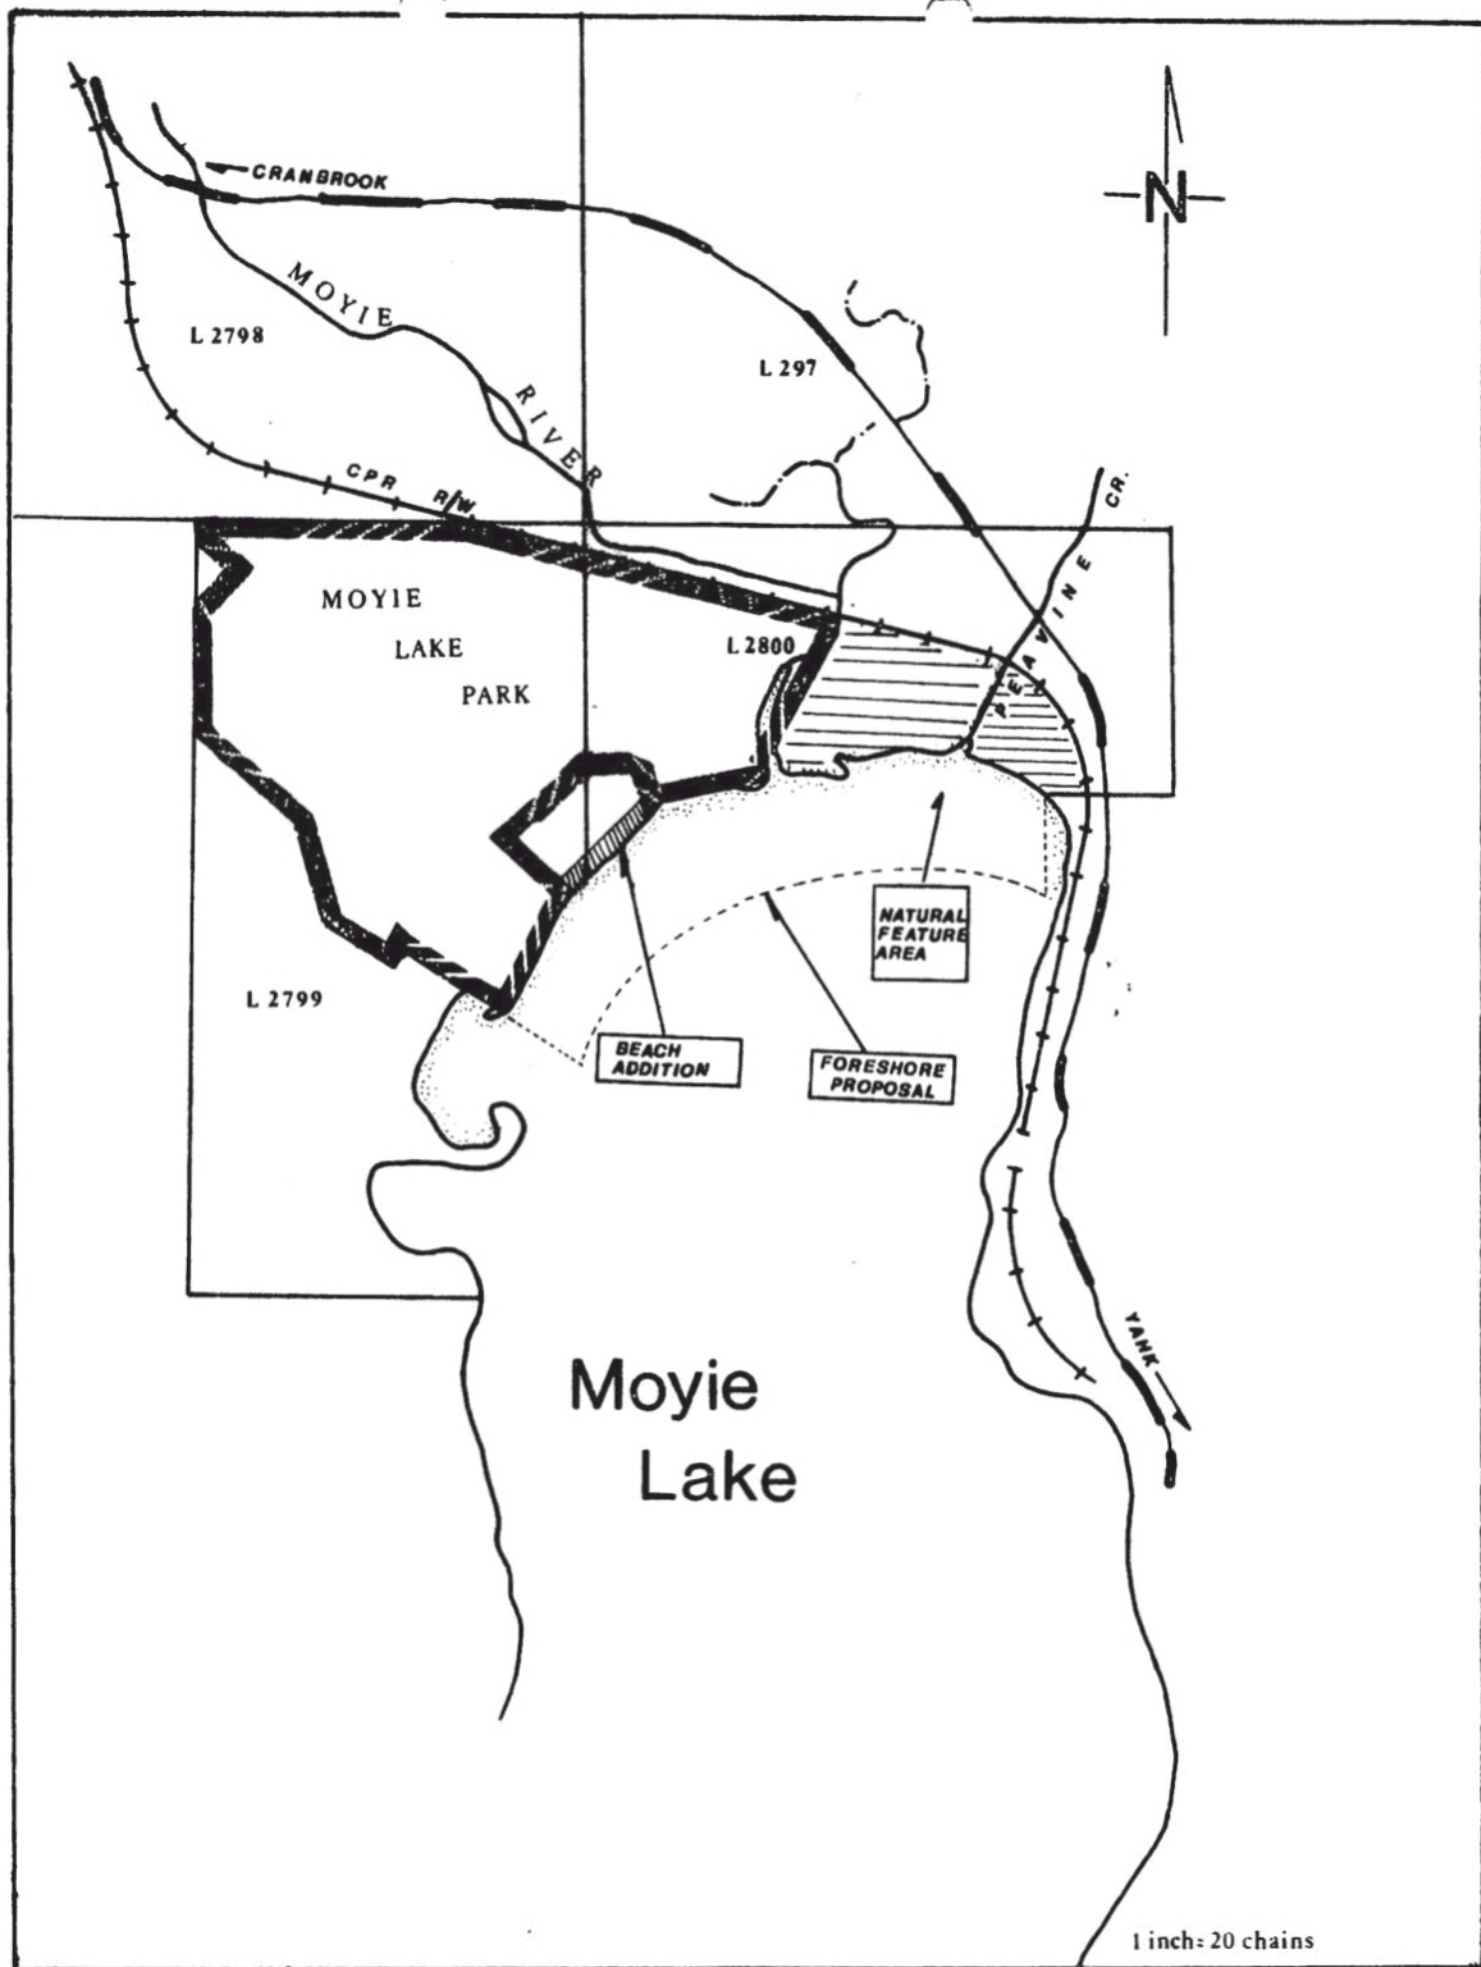 CRANBROOK
N
MOYIE
RIVER
L 2798
L 297
CPR R/W
PEAVINE CR.
MOYIE
LAKE
PARK
L 2800
NATURAL
FEATURE
AREA
L 2799
BEACH
ADDITION
FORESHORE
PROPOSAL
YAHK
Moyie
Lake
1 inch= 20 chains